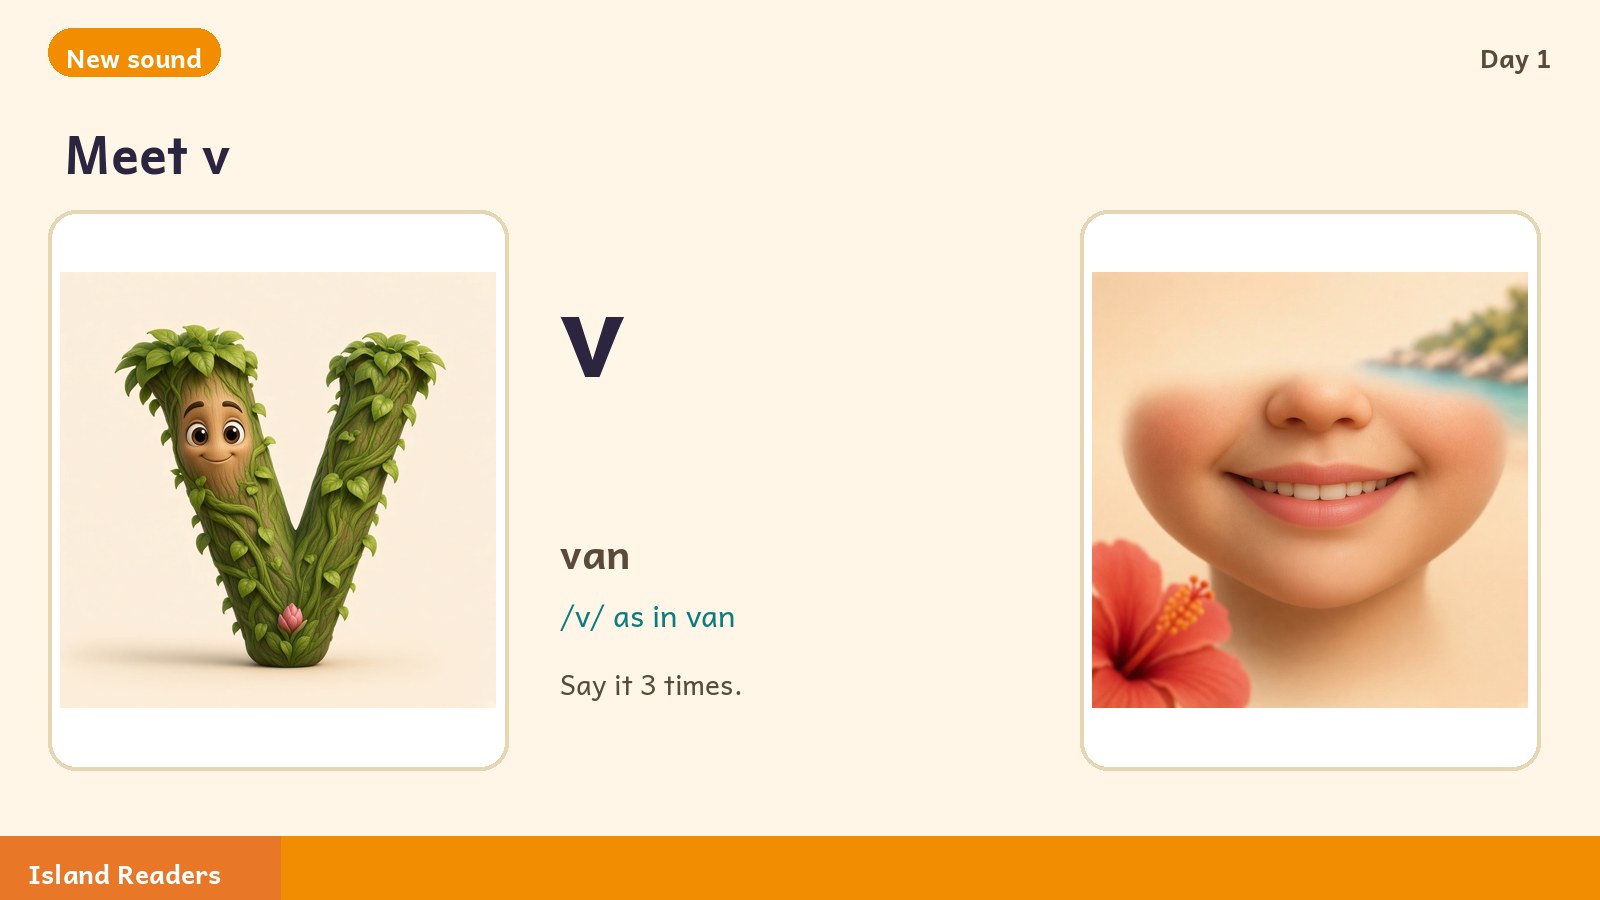 New sound
Day 1
Meet v
v
van
/v/ as in van
Say it 3 times.
Island Readers